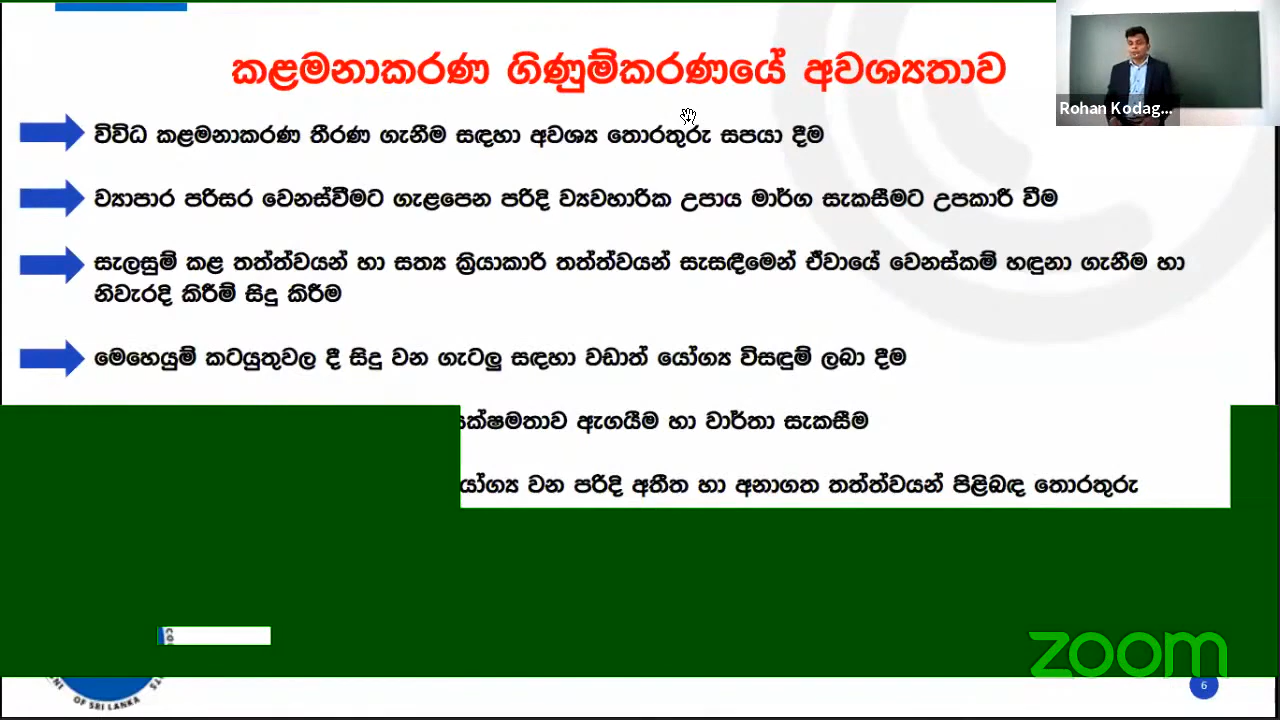 කළමනාකරණ ගිණුම්කරණයේ අවශ්‍යතාව
Rohan Kodag...
විවිධ කළමනාකරණ තීරණ ගැනීම සඳහා අවශ්‍ය තොරතුරු සපයා දීම
ව්‍යාපාර පරිසර වෙනස්වීමට ගැළපෙන පරිදි ව්‍යවහාරික උපාය මාර්ග සැකසීමට උපකාරී වීම
සැලසුම් කළ තත්ත්වයන් හා සත්‍ය ක්‍රියාකාරි තත්ත්වයන් සැසඳීමෙන් ඒවායේ වෙනස්කම් හඳුනා ගැනීම හා
නිවැරදි කිරීම් සිදු කිරීම
මෙහෙයුම් කටයුතුවල දී සිදු වන ගැටලු සඳහා වඩාත් යෝග්‍ය විසඳුම් ලබා දීම
ඇගයීම හා වාර්තා සැකසීම
වන පරිදි අතීත හා අනාගත තත්ත්වයන් පිළිබඳ තොරතුරු
zoom
OF SRI LANKA
6